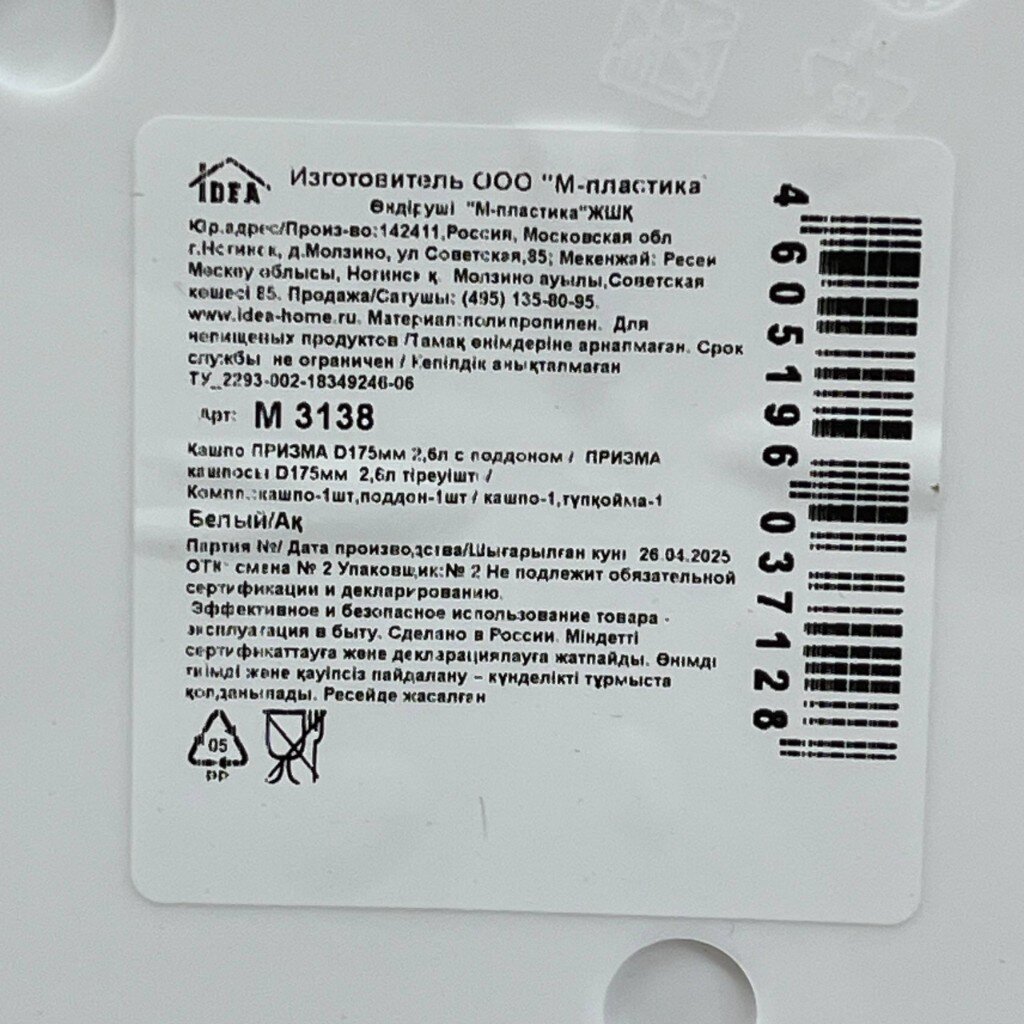 IDEA
Изготовитель ООО "М-пластика"
Өндіруші "М-пластика"ЖШҚ
Юр.адрес/Произ-во:142411,Россия, Московская обл
г.Ногинск, д.Молзино, ул Советская,85; Мекенжай: Ресей
Мәскеу облысы, Ногинск қ. Молзино ауылы,Советская
көшесі 85. Продажа/Сатушы: (495) 135-80-95.
www.idea-home.ru. Материал:полипропилен. Для
непищевых продуктов /Тамақ өнімдеріне арналмаған. Срок
службы не ограничен / Кепілдік анықталмаған
ТУ_2293-002-18349246-06
Арт: М 3138
Кашпо ПРИЗМА D175мм 2,6л с поддоном / ПРИЗМА
кашпосы D175мм 2,6л тіреуішті /
Компл.:кашпо-1шт,поддон-1шт / кашпо-1,түпқойма-1
Белый/Ақ
Партия №/ Дата производства/Шығарылған күні 26.04.2025
ОТК смена № 2 Упаковщик:№ 2 Не подлежит обязательной
сертификации и декларированию.
Эффективное и безопасное использование товара -
эксплуатация в быту. Сделано в России. Міндетті
сертификаттауға және декларациялауға жатпайды. Өнімді
тиімді және қауіпсіз пайдалану – күнделікті тұрмыста
қолданылады. Ресейде жасалған
05
PP
4 605196 037128